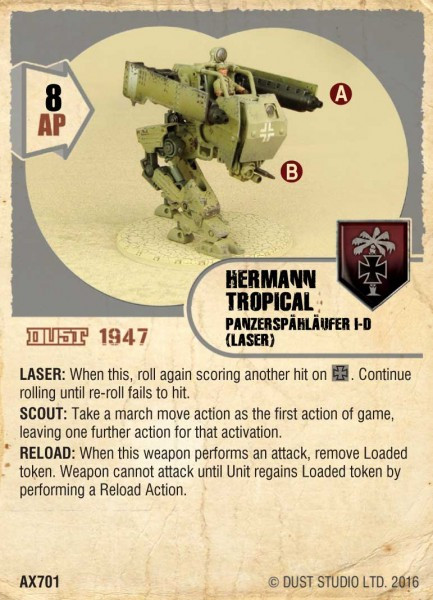 8
AP
A
B
HERMANN
TROPICAL
PANZERSPÄHLÄUFER I-D
(LASER)
DUST 1947
LASER: When this, roll again scoring another hit on . Continue
rolling until re-roll fails to hit.
SCOUT: Take a march move action as the first action of game,
leaving one further action for that activation.
RELOAD: When this weapon performs an attack, remove Loaded
token. Weapon cannot attack until Unit regains Loaded token by
performing a Reload Action.
AX701
© DUST STUDIO LTD. 2016